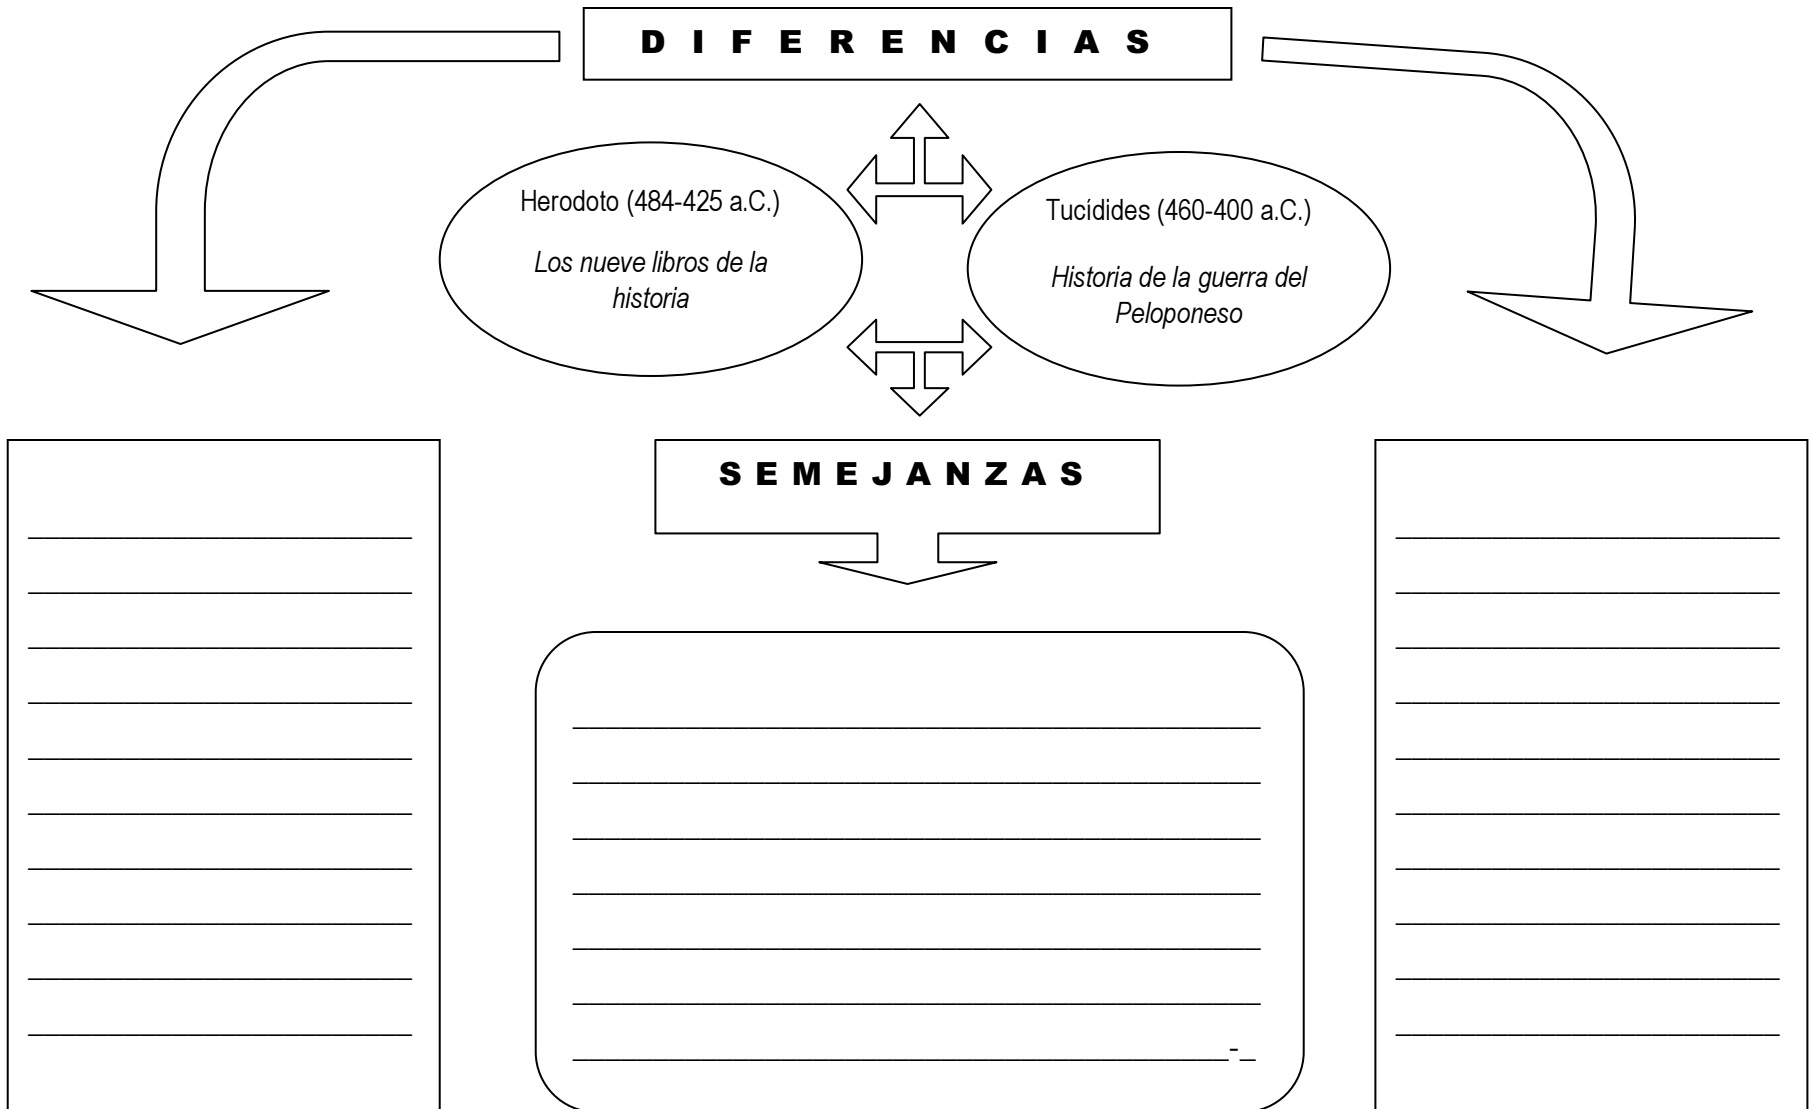 D I F E R E N C I A S
Herodoto (484-425 a.C.)
Los nueve libros de la
historia
Tucídides (460-400 a.C.)
Historia de la guerra del
Peloponeso
S E M E J A N Z A S